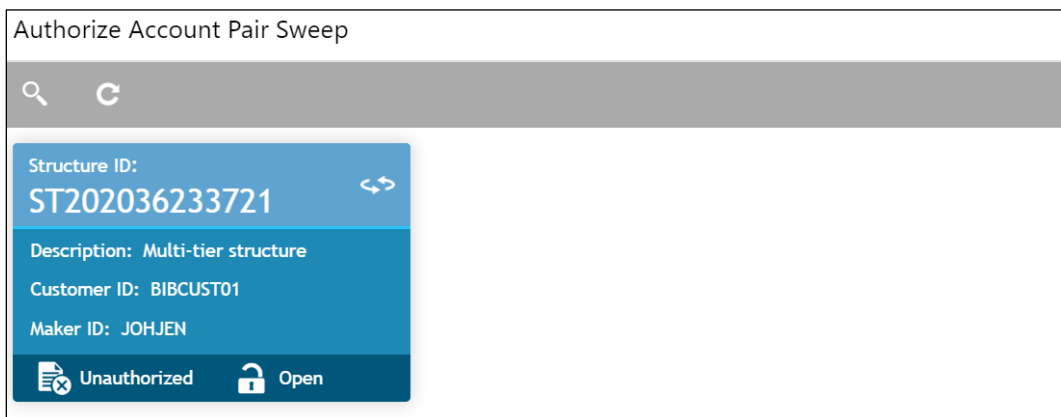 Authorize Account Pair Sweep
Structure ID:
ST202036233721
Description: Multi-tier structure
Customer ID: BIBCUST01
Maker ID: JOHJEN
Unauthorized Open